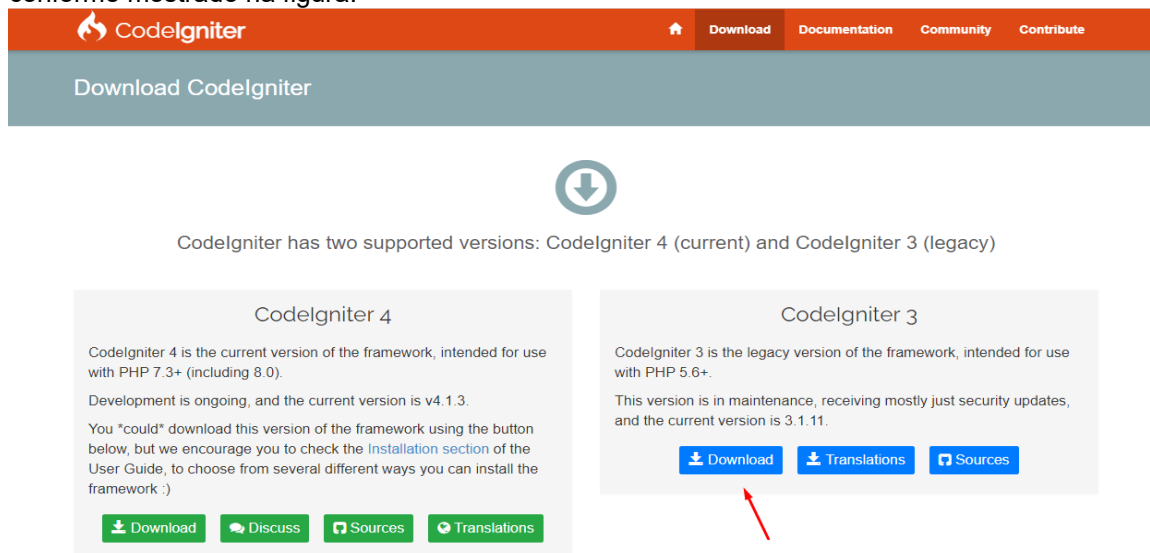 conforme mostrado na figura.
CodeIgniter
Download Documentation Community Contribute
Download CodeIgniter
CodeIgniter has two supported versions: CodeIgniter 4 (current) and CodeIgniter 3 (legacy)
CodeIgniter 4
CodeIgniter 4 is the current version of the framework, intended for use
with PHP 7.3+ (including 8.0).
Development is ongoing, and the current version is v4.1.3.
You *could* download this version of the framework using the button
below, but we encourage you to check the Installation section of the
User Guide, to choose from several different ways you can install the
framework :)
Download Discuss Sources Translations
CodeIgniter 3
CodeIgniter 3 is the legacy version of the framework, intended for use
with PHP 5.6+.
This version is in maintenance, receiving mostly just security updates,
and the current version is 3.1.11.
Download Translations Sources